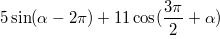 5 sin(α − 2π) + 11 cos(3π/2 + α)